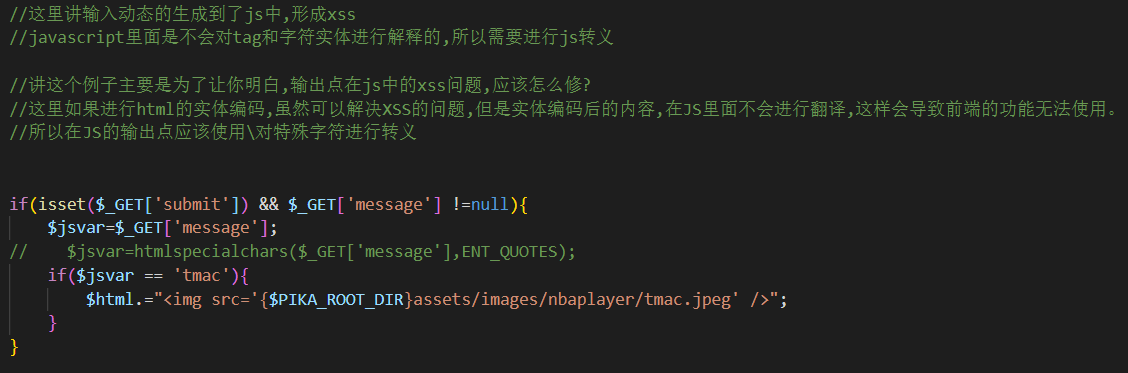 //这里讲输入动态的生成到了js中,形成xss
//javascript里面是不会对tag和字符实体进行解释的,所以需要进行js转义
//讲这个例子主要是为了让你明白,输出点在js中的xss问题,应该怎么修?
//这里如果进行html的实体编码,虽然可以解决XSS的问题,但是实体编码后的内容,在JS里面不会进行翻译,这样会导致前端的功能无法使用。
//所以在JS的输出点应该使用\对特殊字符进行转义
if(isset($_GET['submit']) && $_GET['message'] !=null){
    $jsvar=$_GET['message'];
//    $jsvar=htmlspecialchars($_GET['message'],ENT_QUOTES);
    if($jsvar == 'tmac'){
        $html.="<img src='{$PIKA_ROOT_DIR}assets/images/nbaplayer/tmac.jpeg' />";
    }
}